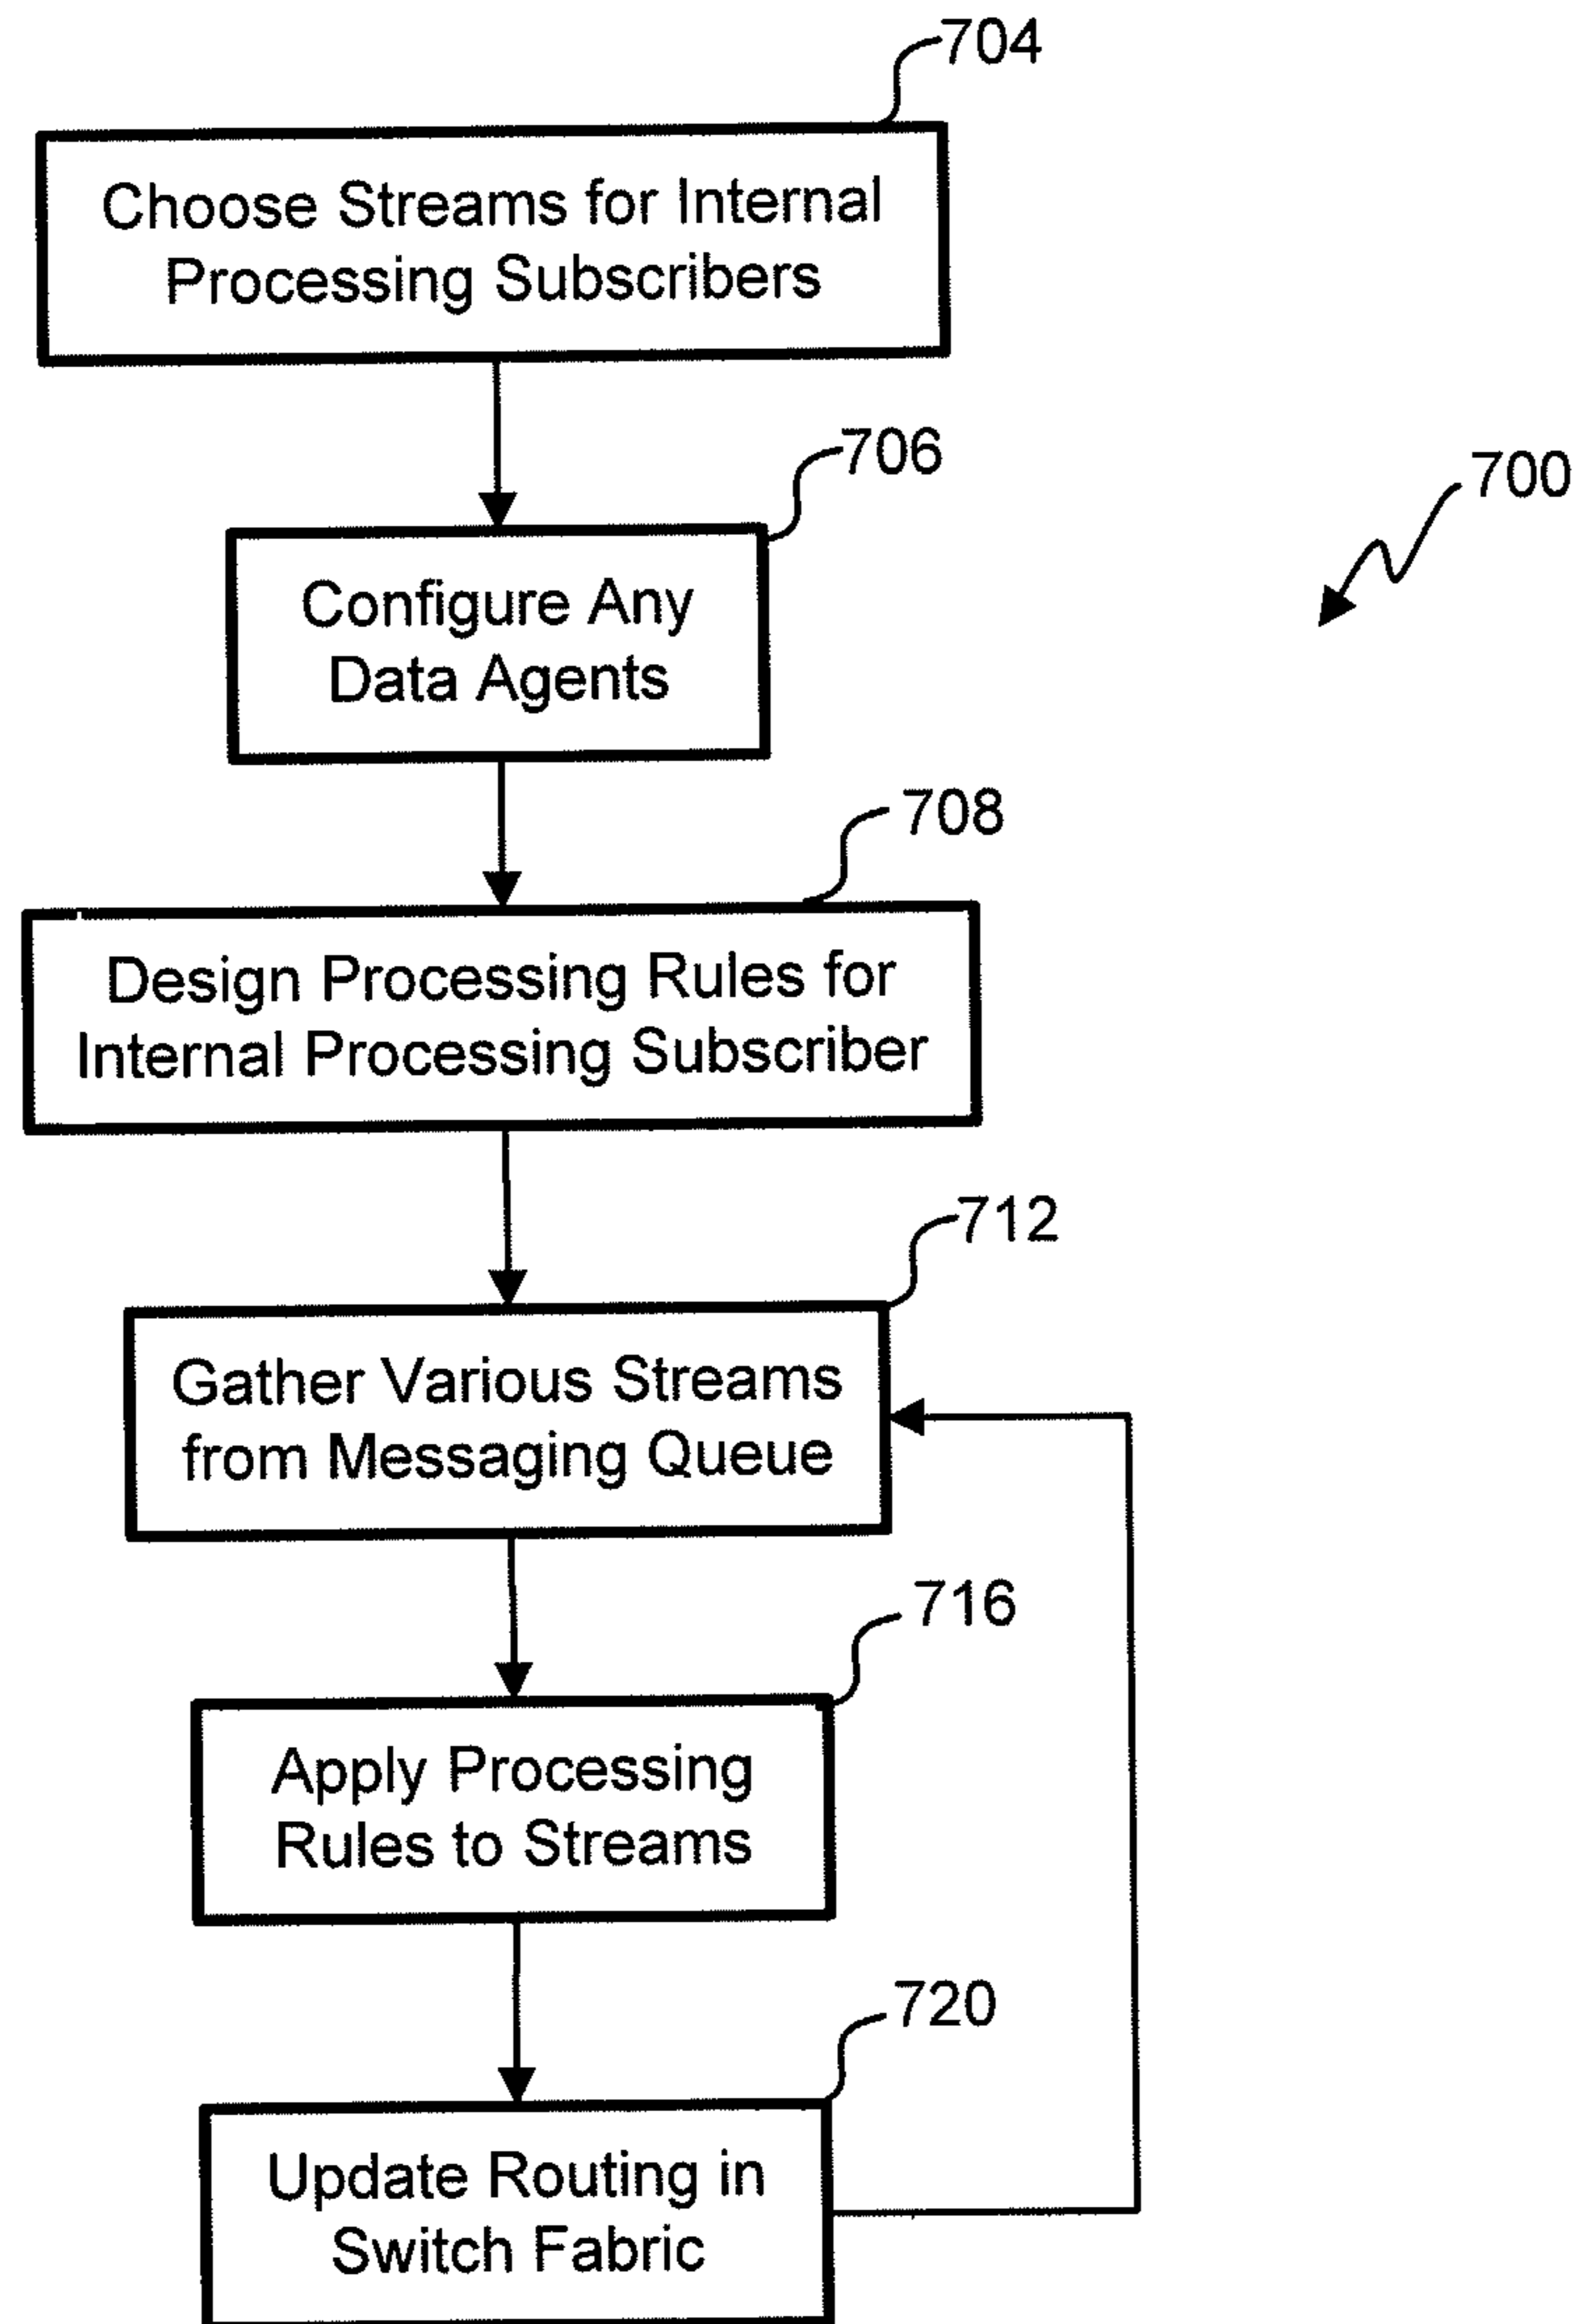 704
Choose Streams for Internal
Processing Subscribers
706
700
Configure Any
Data Agents
708
Design Processing Rules for
Internal Processing Subscriber
712
Gather Various Streams
from Messaging Queue
716
Apply Processing
Rules to Streams
720
Update Routing in
Switch Fabric